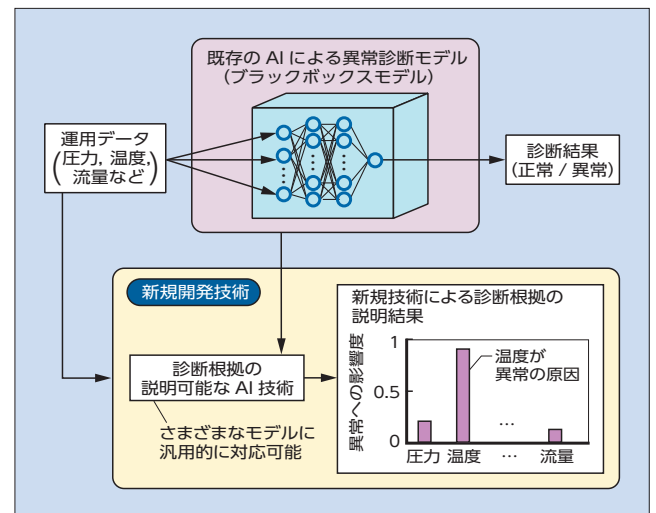 既存の AI による異常診断モデル
(ブラックボックスモデル)
運用データ
(圧力, 温度,
流量など)
診断結果
(正常 / 異常)
新規開発技術
診断根拠の
説明可能な AI 技術
さまざまなモデルに
汎用的に対応可能
新規技術による診断根拠の
説明結果
異常への影響度
1
0.5
0
温度が
異常の原因
…
圧力 温度 … 流量